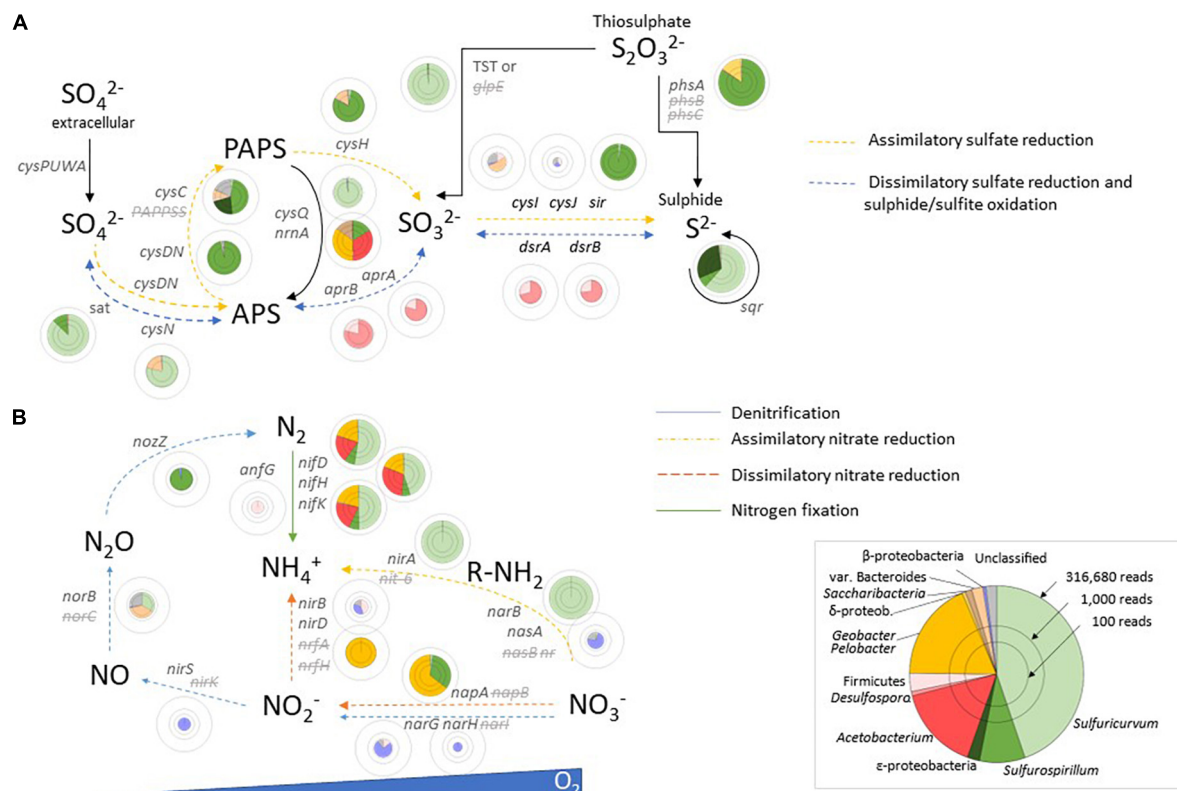 A
SO₄²⁻
extracellular
cysPUWA
SO₄²⁻
cysC
PAPPSS
cysDN
cysDN
sat
cysN
PAPS
APS
cysH
cysQ
nrnA
aprA
aprB
SO₃²⁻
TST or
glpE
Thiosulphate
S₂O₃²⁻
phsA
phsB
phsC
cysI cysJ sir
dsrA dsrB
Sulphide
S²⁻
sqr
Assimilatory sulfate reduction
Dissimilatory sulfate reduction and
sulphide/sulfite oxidation
B
nozZ
N₂
anfG
nifD
nifH
nifK
N₂O
norB
norC
NO
nirS nirK
NH₄⁺
nirB
nirD
nrfA
nrfH
NO₂⁻
nirA
nit-6
R-NH₂
narB
nasA
nasB nr
napA napB
narG narH narI
NO₃⁻
O₂
Denitrification
Assimilatory nitrate reduction
Dissimilatory nitrate reduction
Nitrogen fixation
β-proteobacteria Unclassified
var. Bacteroides
Saccharibacteria
δ-proteob.
Geobacter
Pelobacter
Firmicutes
Desulfospora
Acetobacterium
ε-proteobacteria
Sulfurospirillum
Sulfuricurvum
316,680 reads
1,000 reads
100 reads